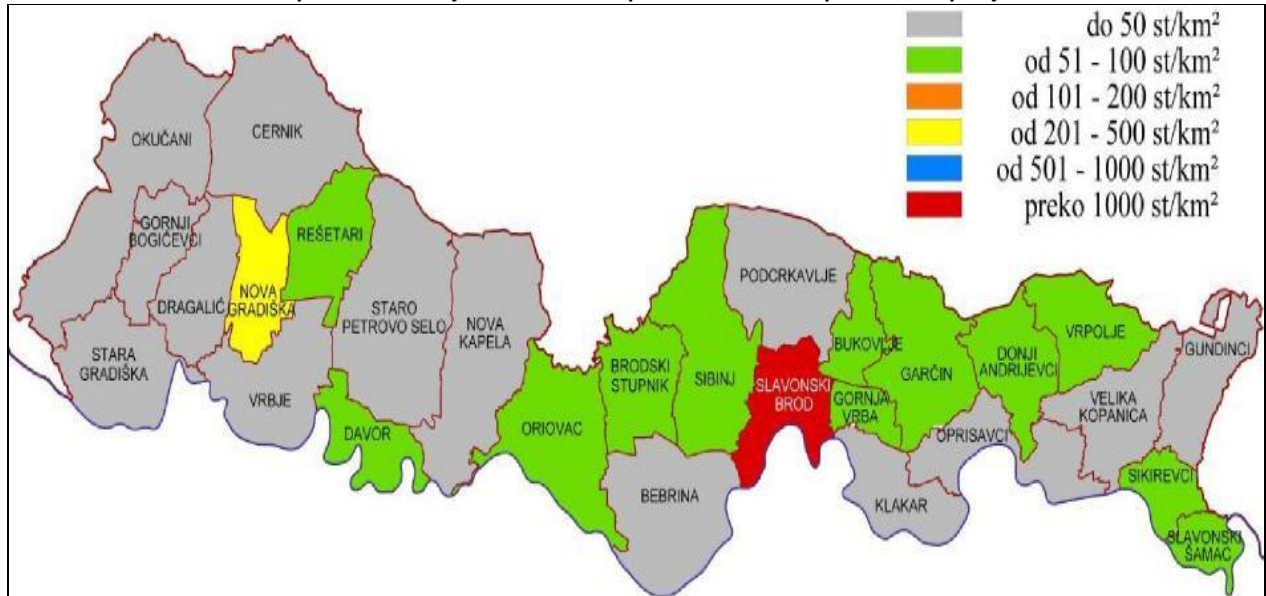 do 50 st/km²
od 51 - 100 st/km²
od 101 - 200 st/km²
od 201 - 500 st/km²
od 501 - 1000 st/km²
preko 1000 st/km²
OKUČANI
CERNIK
GORNJI
BOGIČEVCI
REŠETARI
DRAGALIĆ
NOVA
GRADIŠKA
STARO
PETROVO SELO
NOVA
KAPELA
STARA
GRADIŠKA
VRBJE
DAVOR
ORIOVAC
BRODSKI
STUPNIK
SIBINJ
PODCRKAVLJE
BEBRINA
SLAVONSKI
BROD
BUKOVLJE
GORNJA
VRBA
GARČIN
DONJI
ANDRIJEVCI
VRPOLJE
GUNDINCI
VELIKA
KOPANICA
OPRISAVCI
KLAKAR
SIKIREVCI
SLAVONSKI
ŠAMAC